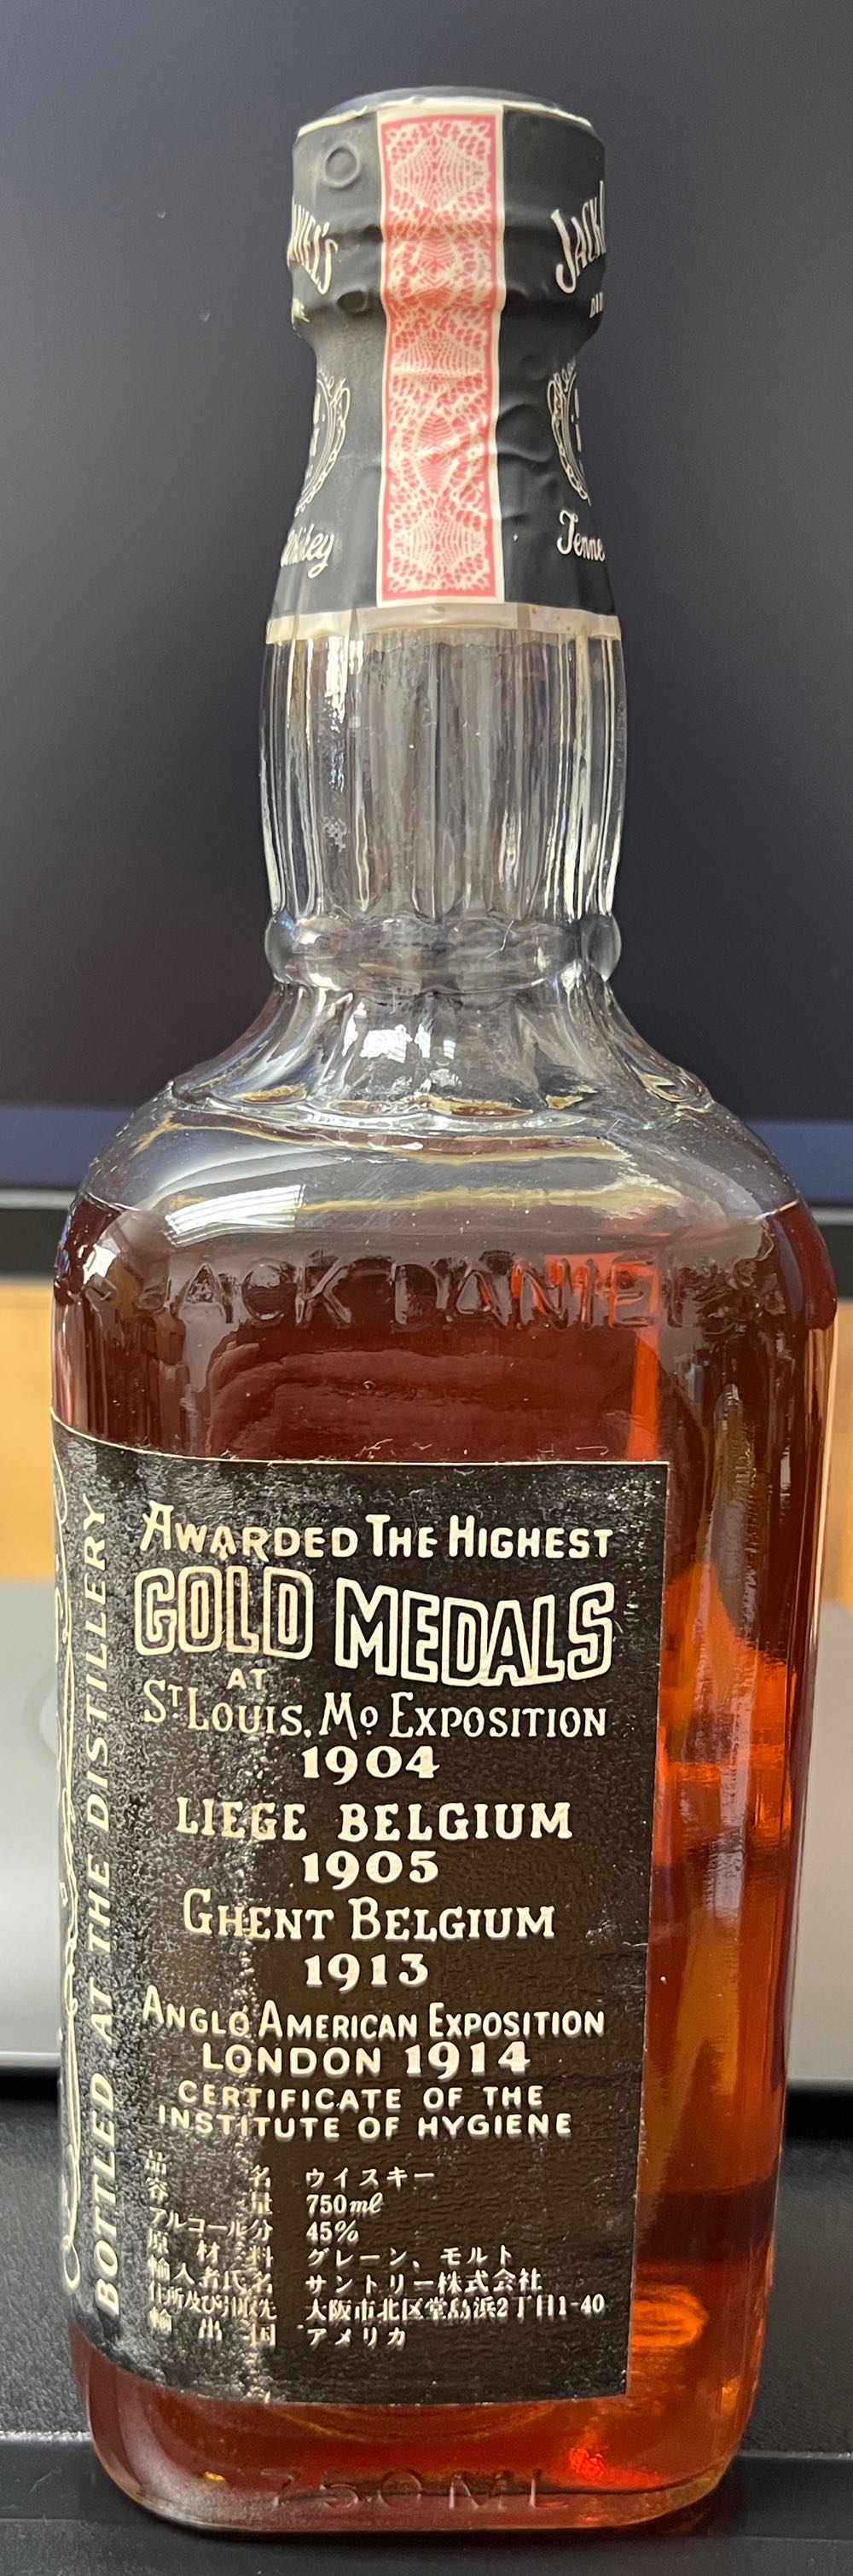 JACK
Whiskey
Tenne
JACK DANIEL
AWARDED THE HIGHEST
GOLD MEDALS
AT
ST LOUIS, Mo EXPOSITION
1904
LIEGE BELGIUM
1905
GHENT BELGIUM
1913
ANGLO AMERICAN EXPOSITION
LONDON 1914
CERTIFICATE OF THE
INSTITUTE OF HYGIENE
品名 ウイスキー
容量 750mℓ
アルコール分 45%
原材料 グレーン、モルト
輸入者氏名 サントリー株式会社
住所及び引取先 大阪市北区堂島浜2丁目1-40
輸出国 アメリカ
BOTTLED AT THE DISTILLERY
750ML